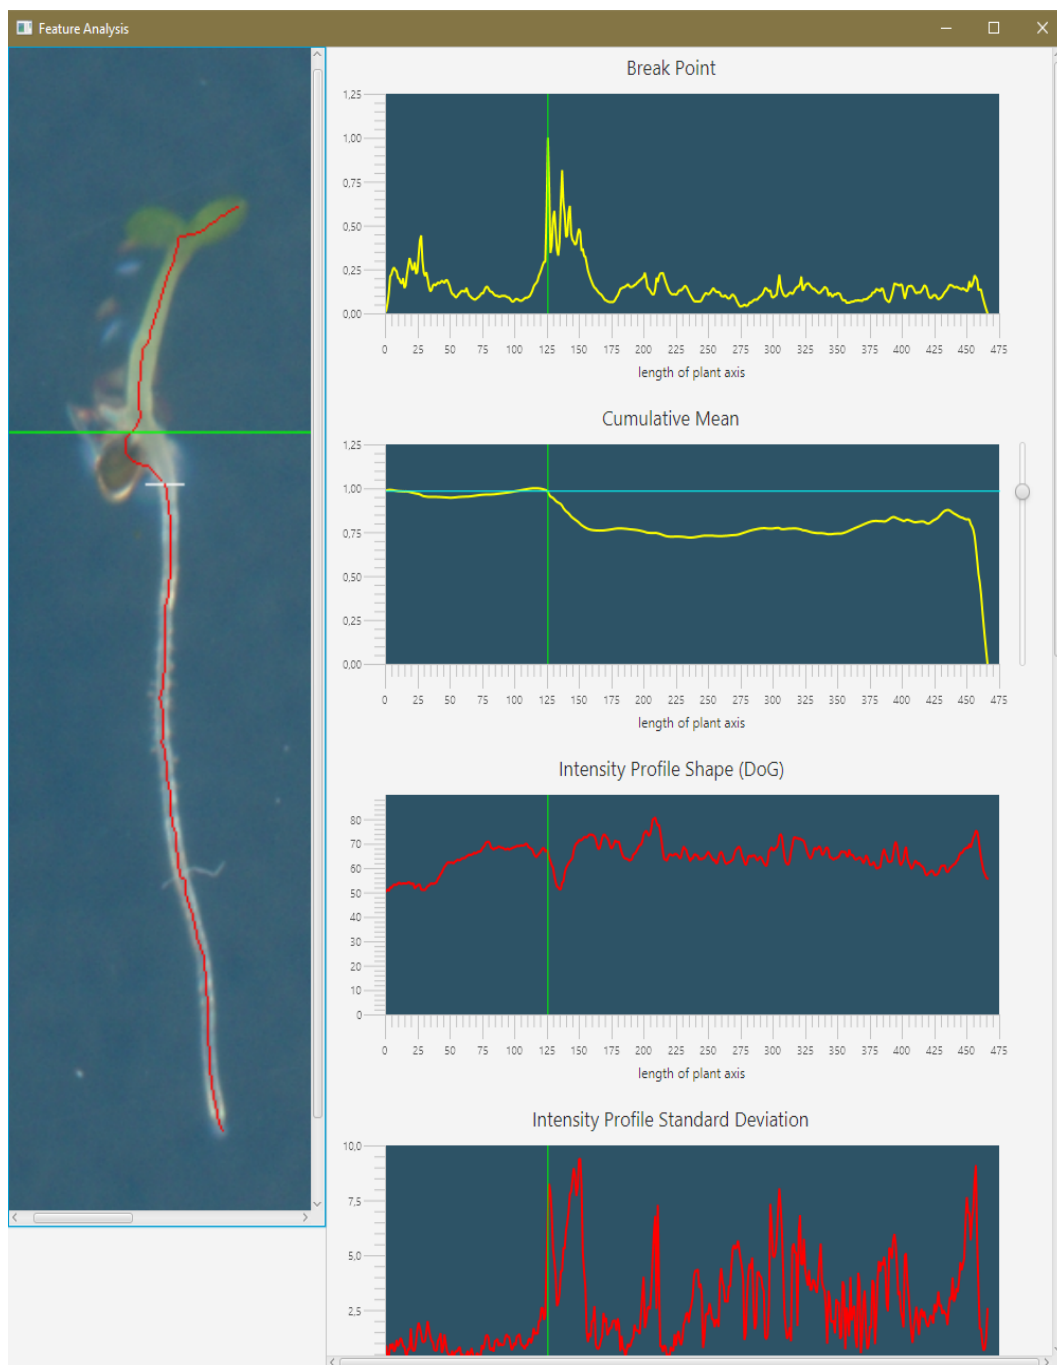 Feature Analysis
Break Point
1,25
1,00
0,75
0,50
0,25
0,00
0 25 50 75 100 125 150 175 200 225 250 275 300 325 350 375 400 425 450 475
length of plant axis
Cumulative Mean
1,25
1,00
0,75
0,50
0,25
0,00
0 25 50 75 100 125 150 175 200 225 250 275 300 325 350 375 400 425 450 475
length of plant axis
Intensity Profile Shape (DoG)
80
70
60
50
40
30
20
10
0
0 25 50 75 100 125 150 175 200 225 250 275 300 325 350 375 400 425 450 475
length of plant axis
Intensity Profile Standard Deviation
10,0
7,5
5,0
2,5